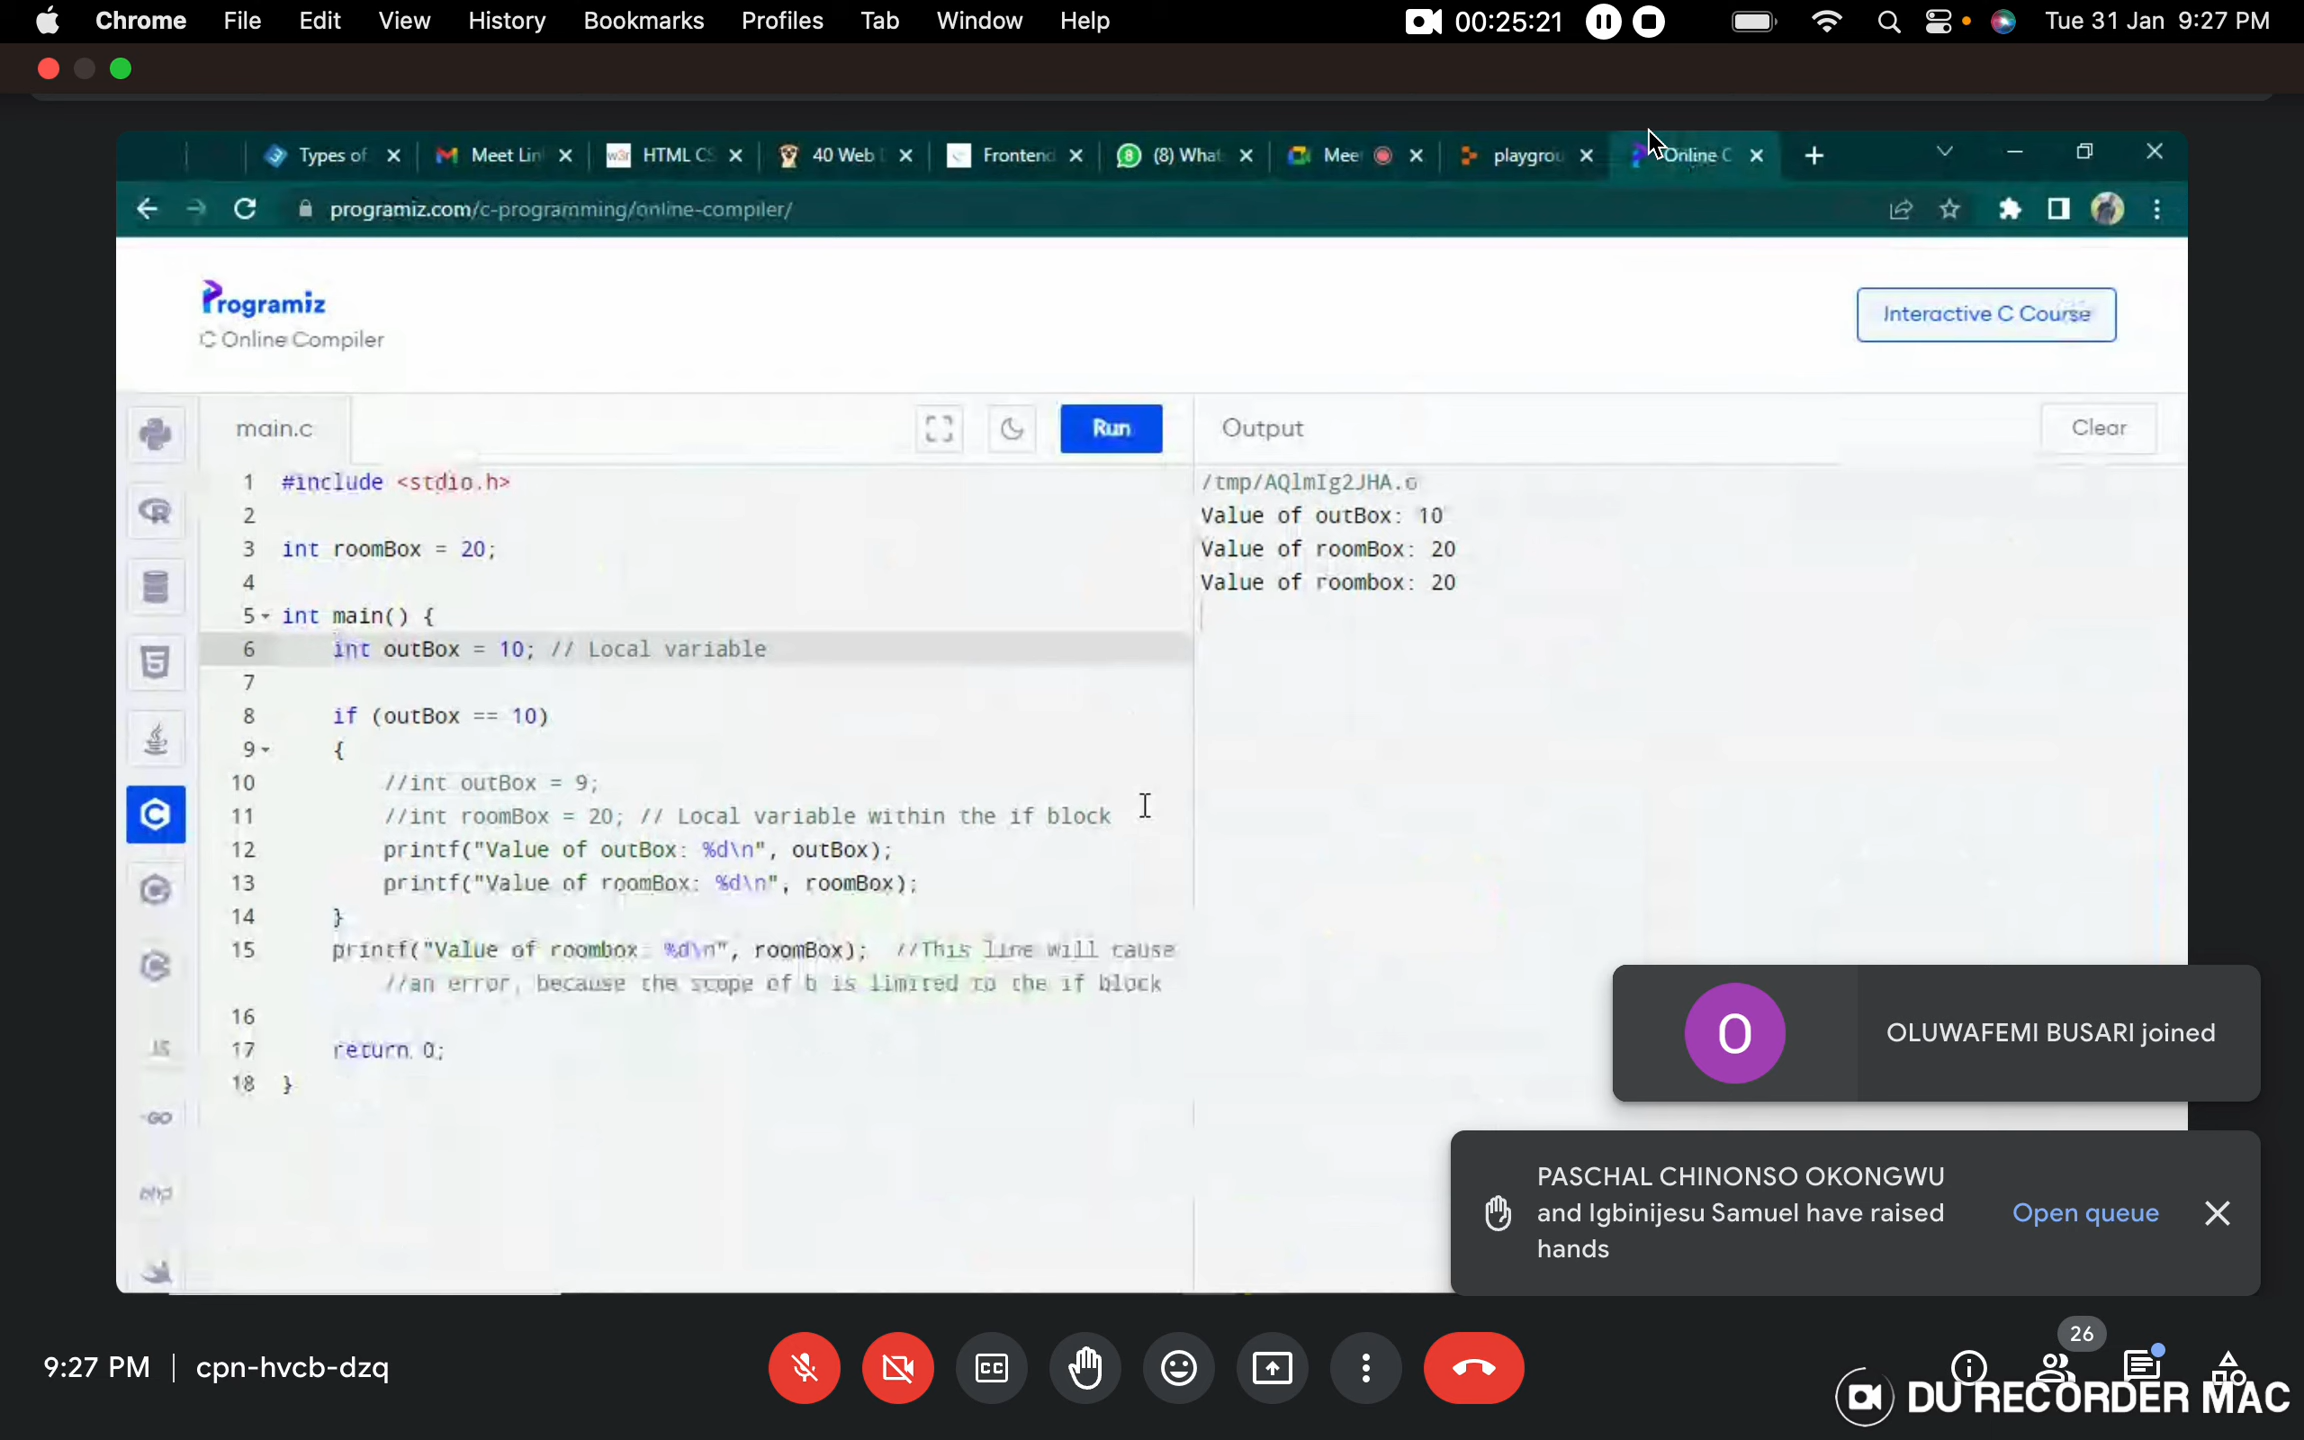 Chrome File Edit View History Bookmarks Profiles Tab Window Help 00:25:21 Tue 31 Jan 9:27 PM
Types of Meet Lin HTML CS 40 Web Frontend (8) What Mee playgrou Online C
programiz.com/c-programming/online-compiler/
Programiz
C Online Compiler
Interactive C Course
main.c Run Output Clear
1 #include <stdio.h>
2
3 int roomBox = 20;
4
5 int main() {
6 int outBox = 10; // Local variable
7
8 if (outBox == 10)
9 {
10 //int outBox = 9;
11 //int roomBox = 20; // Local variable within the if block
12 printf("Value of outBox: %d\n", outBox);
13 printf("Value of roomBox: %d\n", roomBox);
14 }
15 printf("Value of roombox: %d\n", roomBox); //This line will cause
//an error, because the scope of b is limited to the if block
16
17 return 0;
18 }
/tmp/AQlmIg2JHA.o
Value of outBox: 10
Value of roomBox: 20
Value of roombox: 20
JS
GO
php
O OLUWAFEMI BUSARI joined
PASCHAL CHINONSO OKONGWU
and Igbinijesu Samuel have raised
hands
Open queue
9:27 PM | cpn-hvcb-dzq
26
DU RECORDER MAC